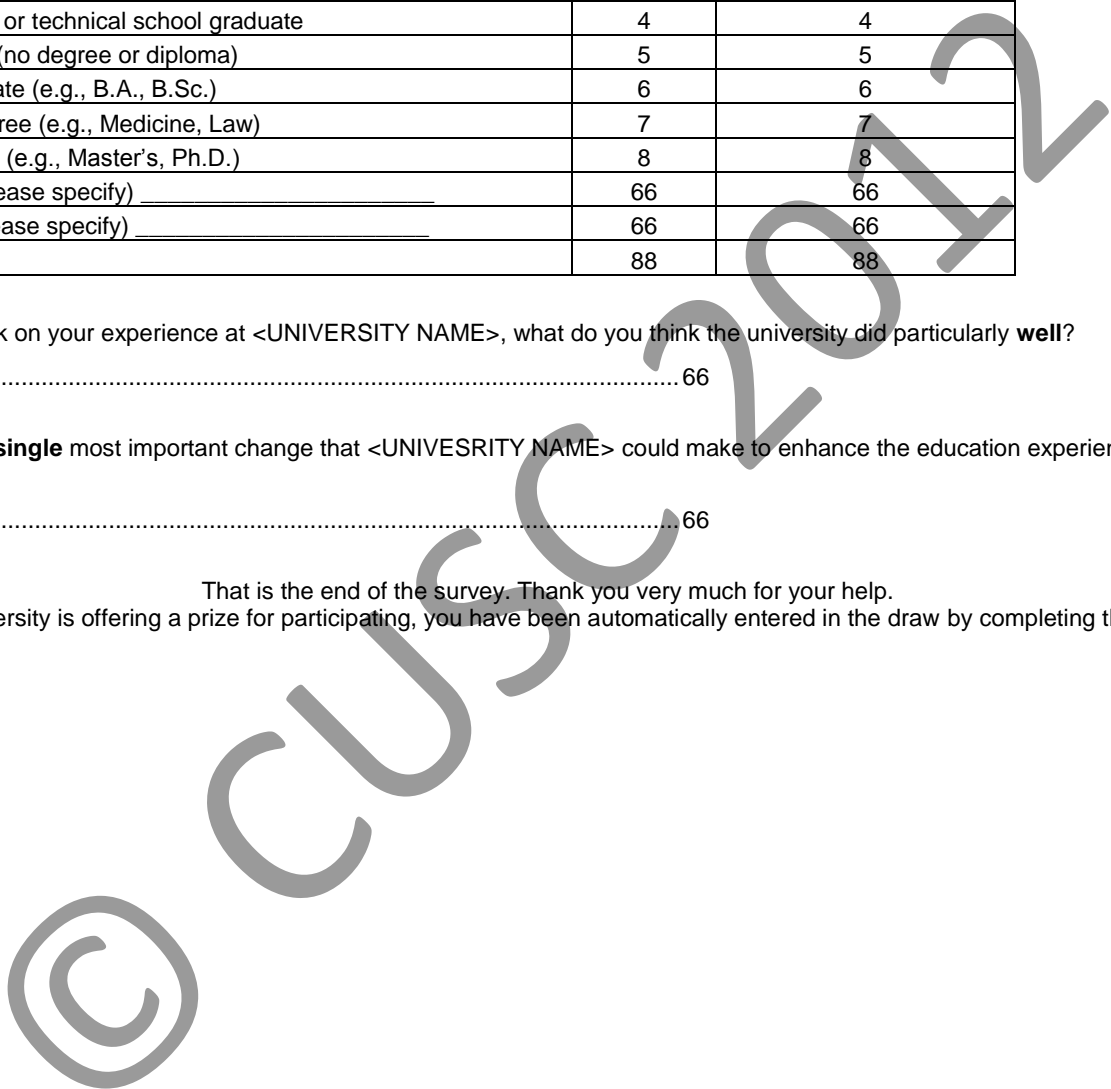 or technical school graduate 4 4
(no degree or diploma) 5 5
ate (e.g., B.A., B.Sc.) 6 6
ree (e.g., Medicine, Law) 7 7
(e.g., Master's, Ph.D.) 8 8
ease specify) ________________________ 66 66
ase specify) ________________________ 66 66
88 88
k on your experience at <UNIVERSITY NAME>, what do you think the university did particularly well?
....................................................................................................... 66
single most important change that <UNIVESRITY NAME> could make to enhance the education experien
....................................................................................................... 66
That is the end of the survey. Thank you very much for your help.
ersity is offering a prize for participating, you have been automatically entered in the draw by completing th
© CUSC 2012